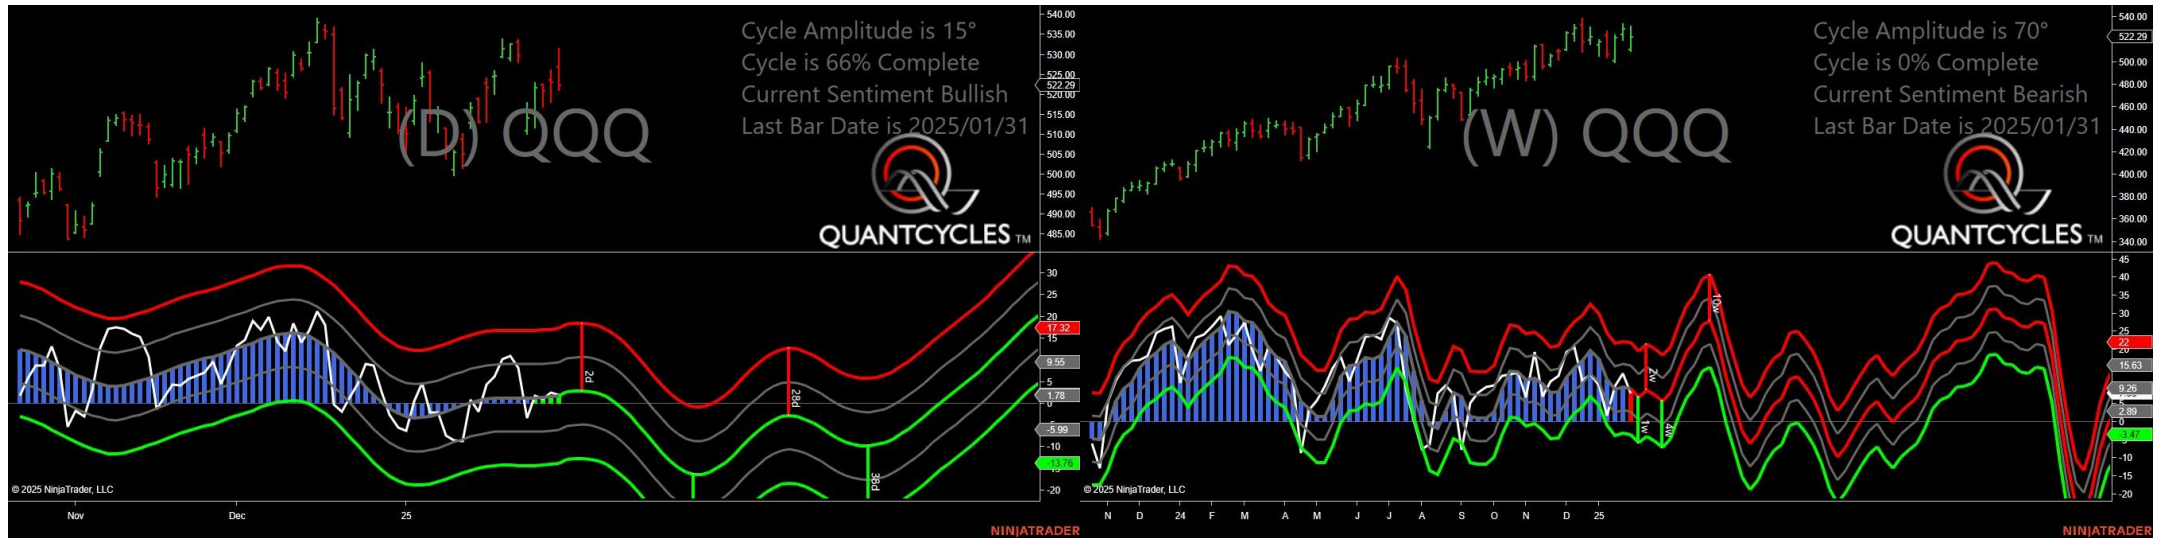 Cycle Amplitude is 15°
Cycle is 66% Complete
Current Sentiment Bullish
Last Bar Date is 2025/01/31
(D) QQQ
QUANTCYCLES TM
540.00
535.00
530.00
525.00
522.29
520.00
515.00
510.00
505.00
500.00
495.00
490.00
485.00
30
25
20
17.32
15
9.55
5
1.78
0
-5.99
-10
-13.76
-20
2d
28d
38d
© 2025 NinjaTrader, LLC
Nov
Dec
25
NINJATRADER
Cycle Amplitude is 70°
Cycle is 0% Complete
Current Sentiment Bearish
Last Bar Date is 2025/01/31
(W) QQQ
QUANTCYCLES TM
540.00
522.29
500.00
480.00
460.00
440.00
420.00
400.00
380.00
360.00
340.00
45
40
35
30
25
22
20
15.63
9.26
2.89
0
-3.47
-10
-15
-20
2w
1w
4w
10w
© 2025 NinjaTrader, LLC
N
D
24
F
M
A
M
J
J
A
S
O
N
D
25
NINJATRADER